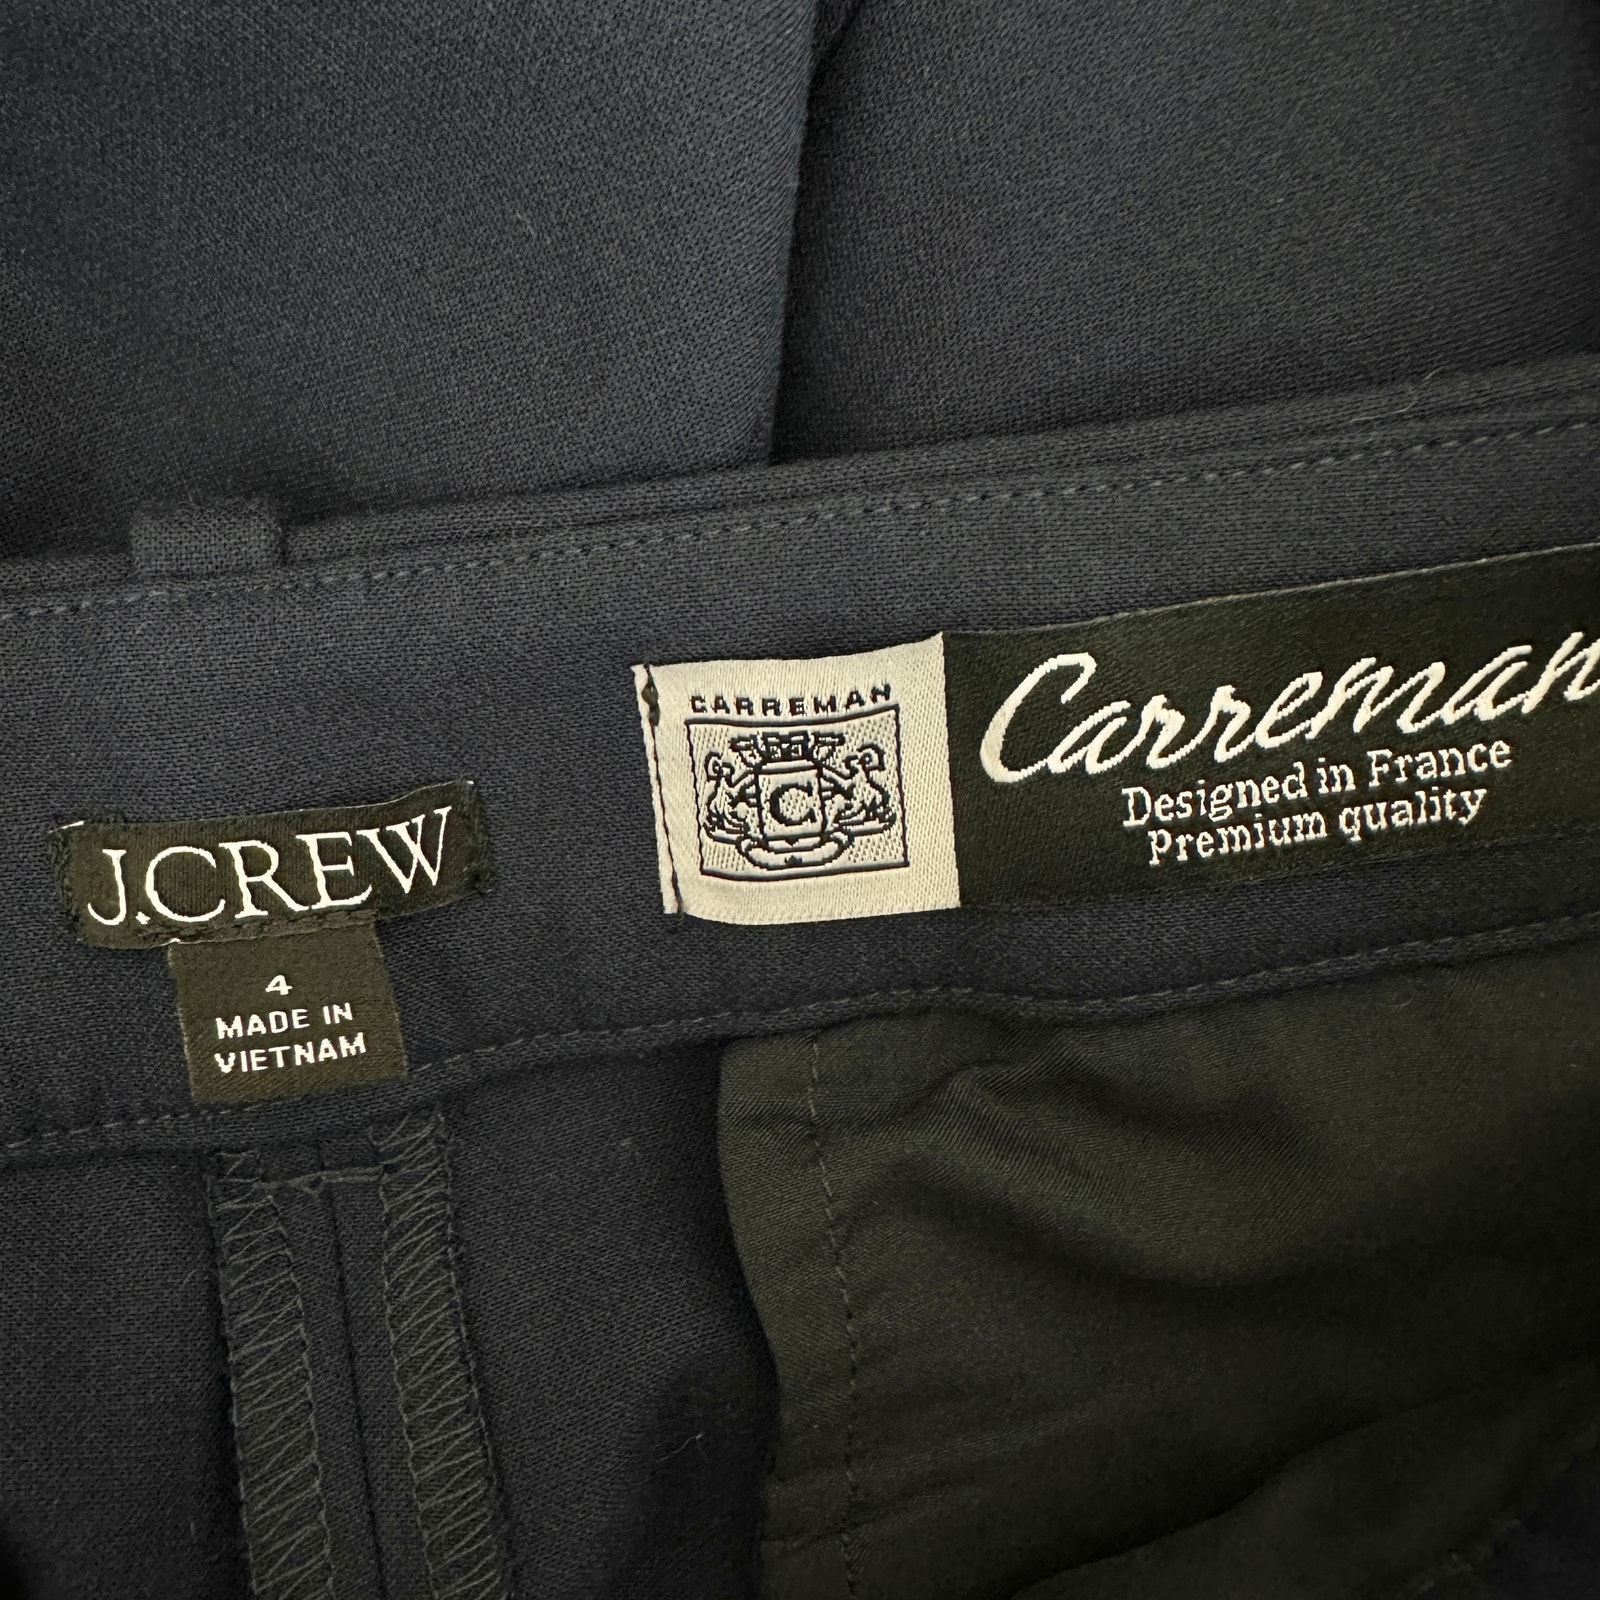 J.CREW
4
MADE IN
VIETNAM
CARREMAN
C
Carreman
Designed in France
Premium quality